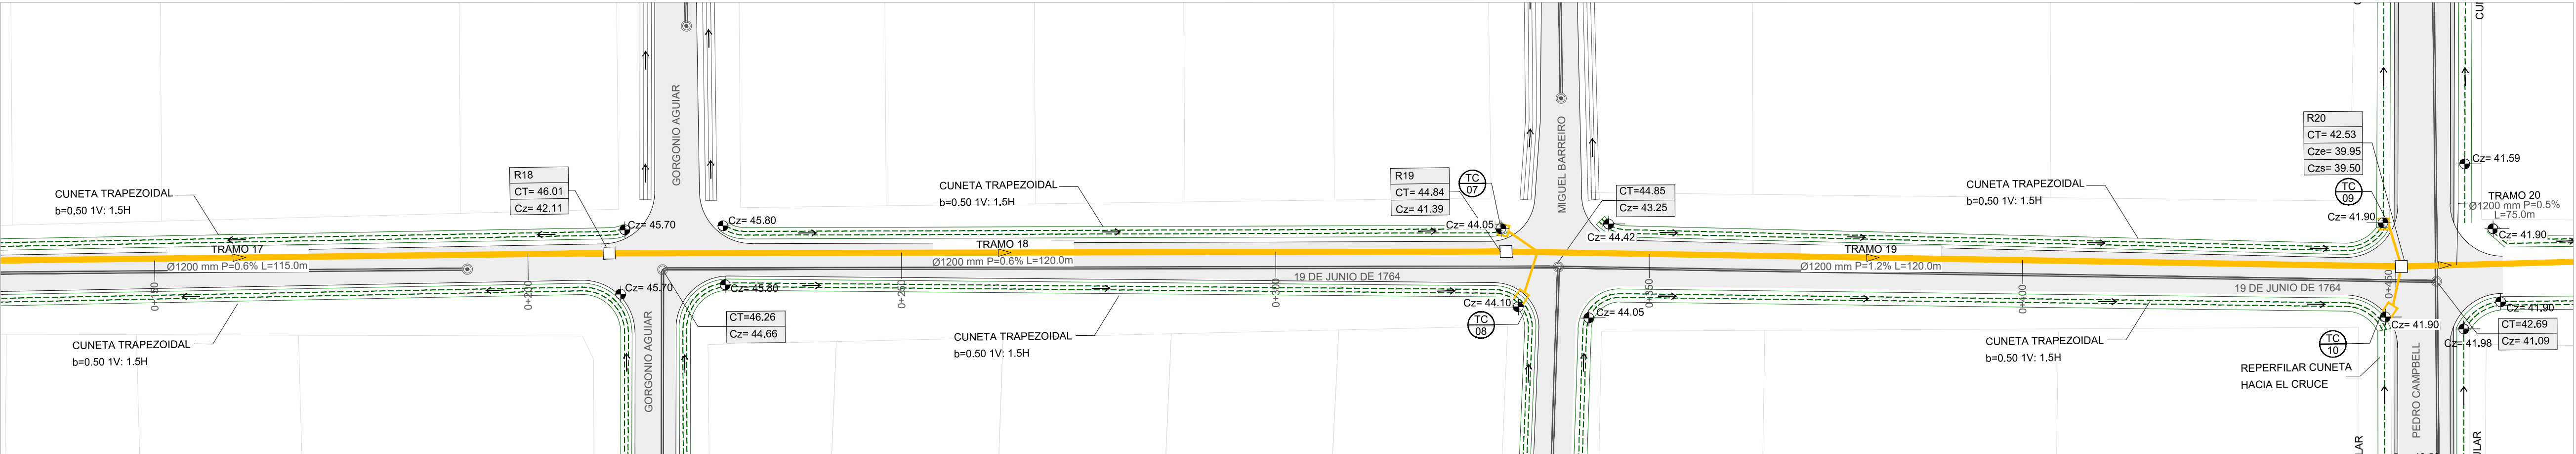 CUNETA TRAPEZOIDAL
b=0.50 1V: 1.5H
TRAMO 17
Ø1200 mm P=0.6% L=115.0m
0+150
CUNETA TRAPEZOIDAL
b=0.50 1V: 1.5H
R18
CT= 46.01
Cz= 42.11
0+200
Cz= 45.70
Cz= 45.70
GORGONIO AGUIAR
GORGONIO AGUIAR
Cz= 45.80
Cz= 45.80
CT=46.26
Cz= 44.66
CUNETA TRAPEZOIDAL
b=0.50 1V: 1.5H
TRAMO 18
Ø1200 mm P=0.6% L=120.0m
0+250
CUNETA TRAPEZOIDAL
b=0.50 1V: 1.5H
0+300
19 DE JUNIO DE 1764
R19
CT= 44.84
Cz= 41.39
TC
07
Cz= 44.05
Cz= 44.10
TC
08
MIGUEL BARREIRO
CT=44.85
Cz= 43.25
Cz= 44.42
Cz= 44.05
0+350
TRAMO 19
Ø1200 mm P=1.2% L=120.0m
CUNETA TRAPEZOIDAL
b=0.50 1V: 1.5H
0+400
CUNETA TRAPEZOIDAL
b=0.50 1V: 1.5H
19 DE JUNIO DE 1764
R20
CT= 42.53
Cze= 39.95
Czs= 39.50
TC
09
Cz= 41.90
0+450
Cz= 41.90
TC
10
REPERFILAR CUNETA
HACIA EL CRUCE
PEDRO CAMPBELL
Cz= 41.59
TRAMO 20
Ø1200 mm P=0.5%
L=75.0m
Cz= 41.90
Cz= 41.90
CT=42.69
Cz= 41.09
Cz= 41.98
LAR
ULAR